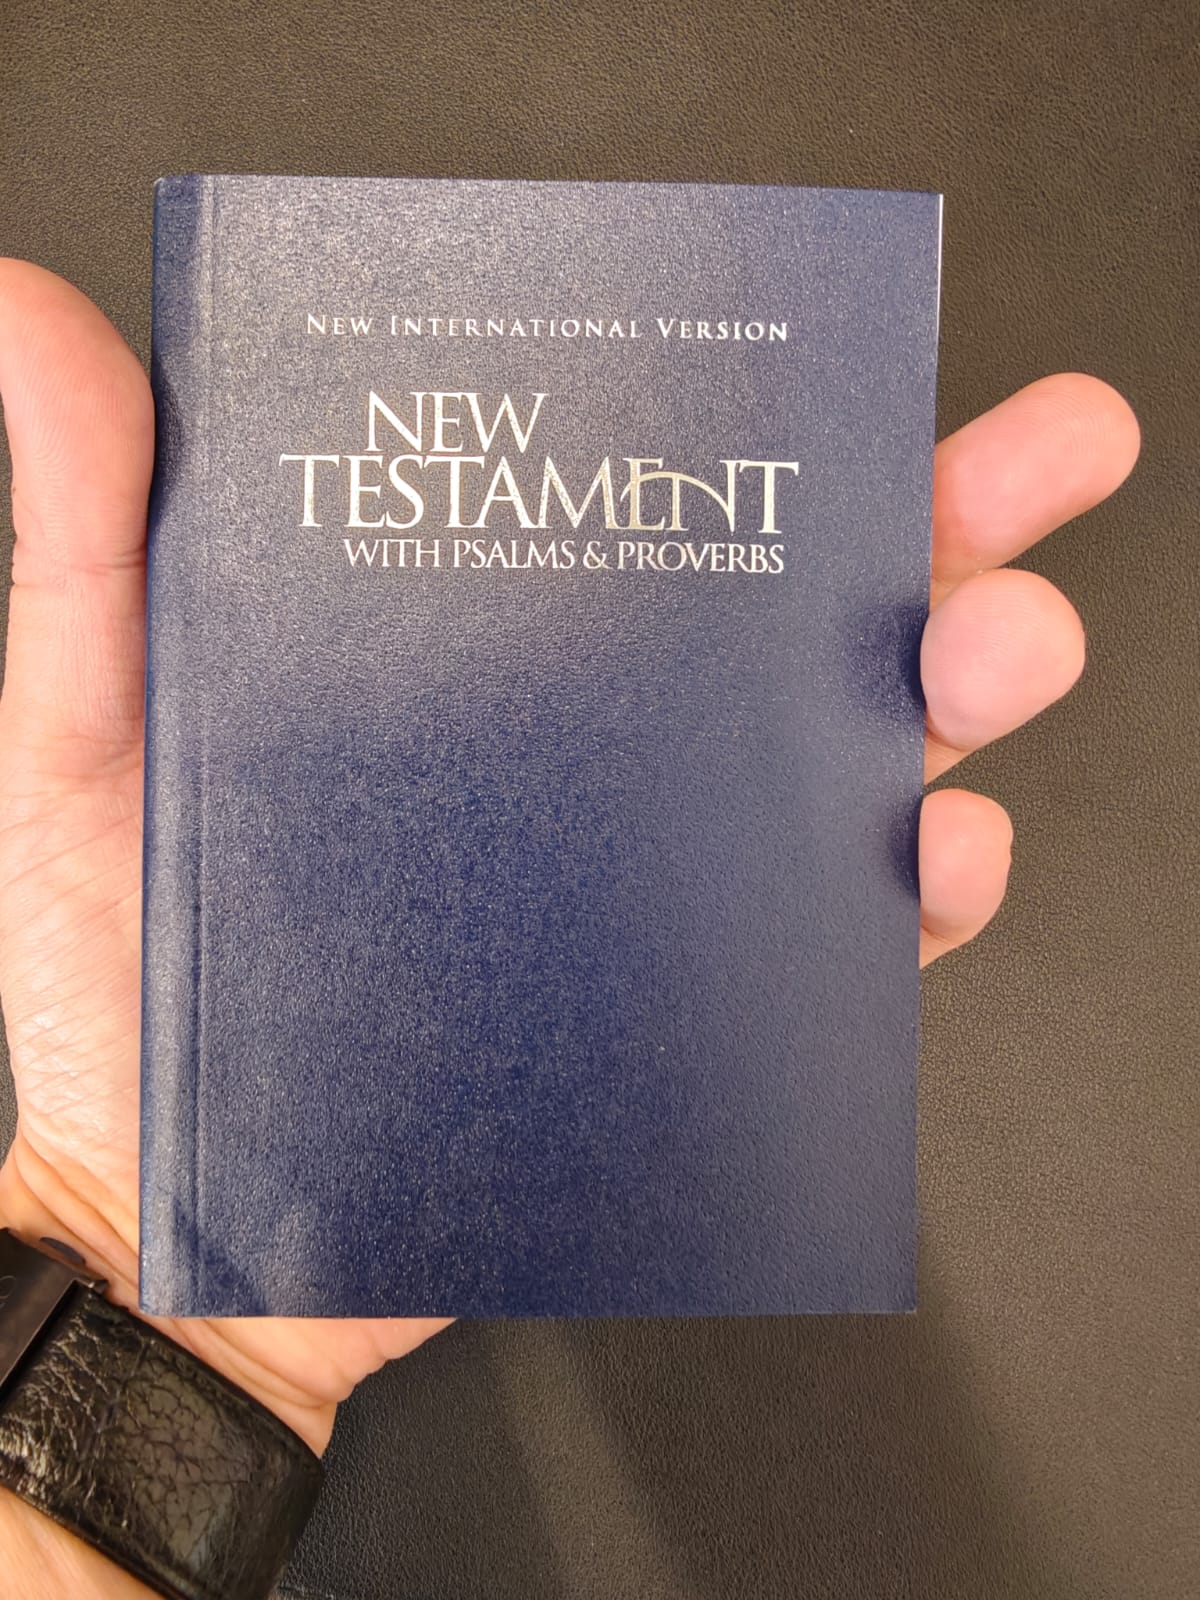 New International Version
NEW
TESTAMENT
WITH PSALMS & PROVERBS